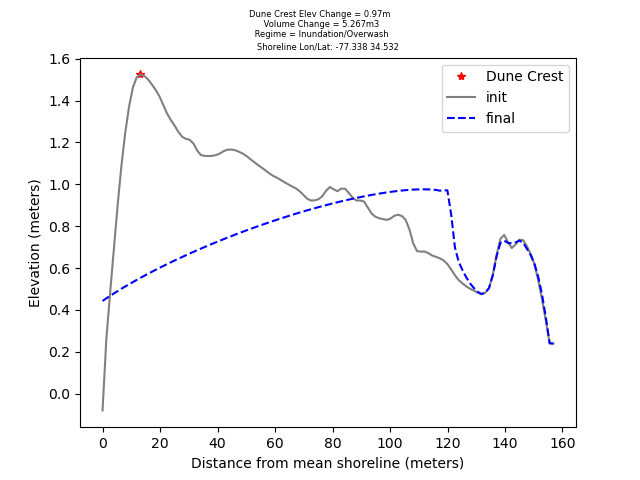 Dune Crest Elev Change = 0.97m
Volume Change = 5.267m3
Regime = Inundation/Overwash
Shoreline Lon/Lat: -77.338 34.532
Dune Crest
init
final
Elevation (meters)
1.6
1.4
1.2
1.0
0.8
0.6
0.4
0.2
0.0
0 20 40 60 80 100 120 140 160
Distance from mean shoreline (meters)